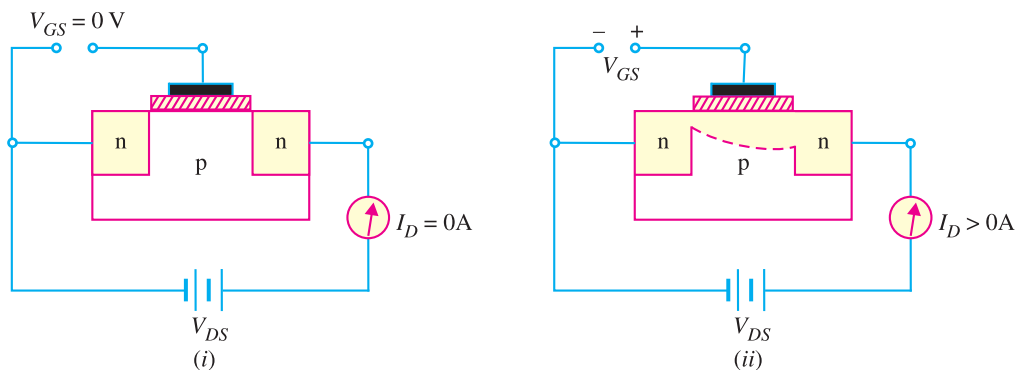 V_GS = 0 V
n
n
p
I_D = 0A
V_DS
(i)
– +
V_GS
n
n
p
I_D > 0A
V_DS
(ii)